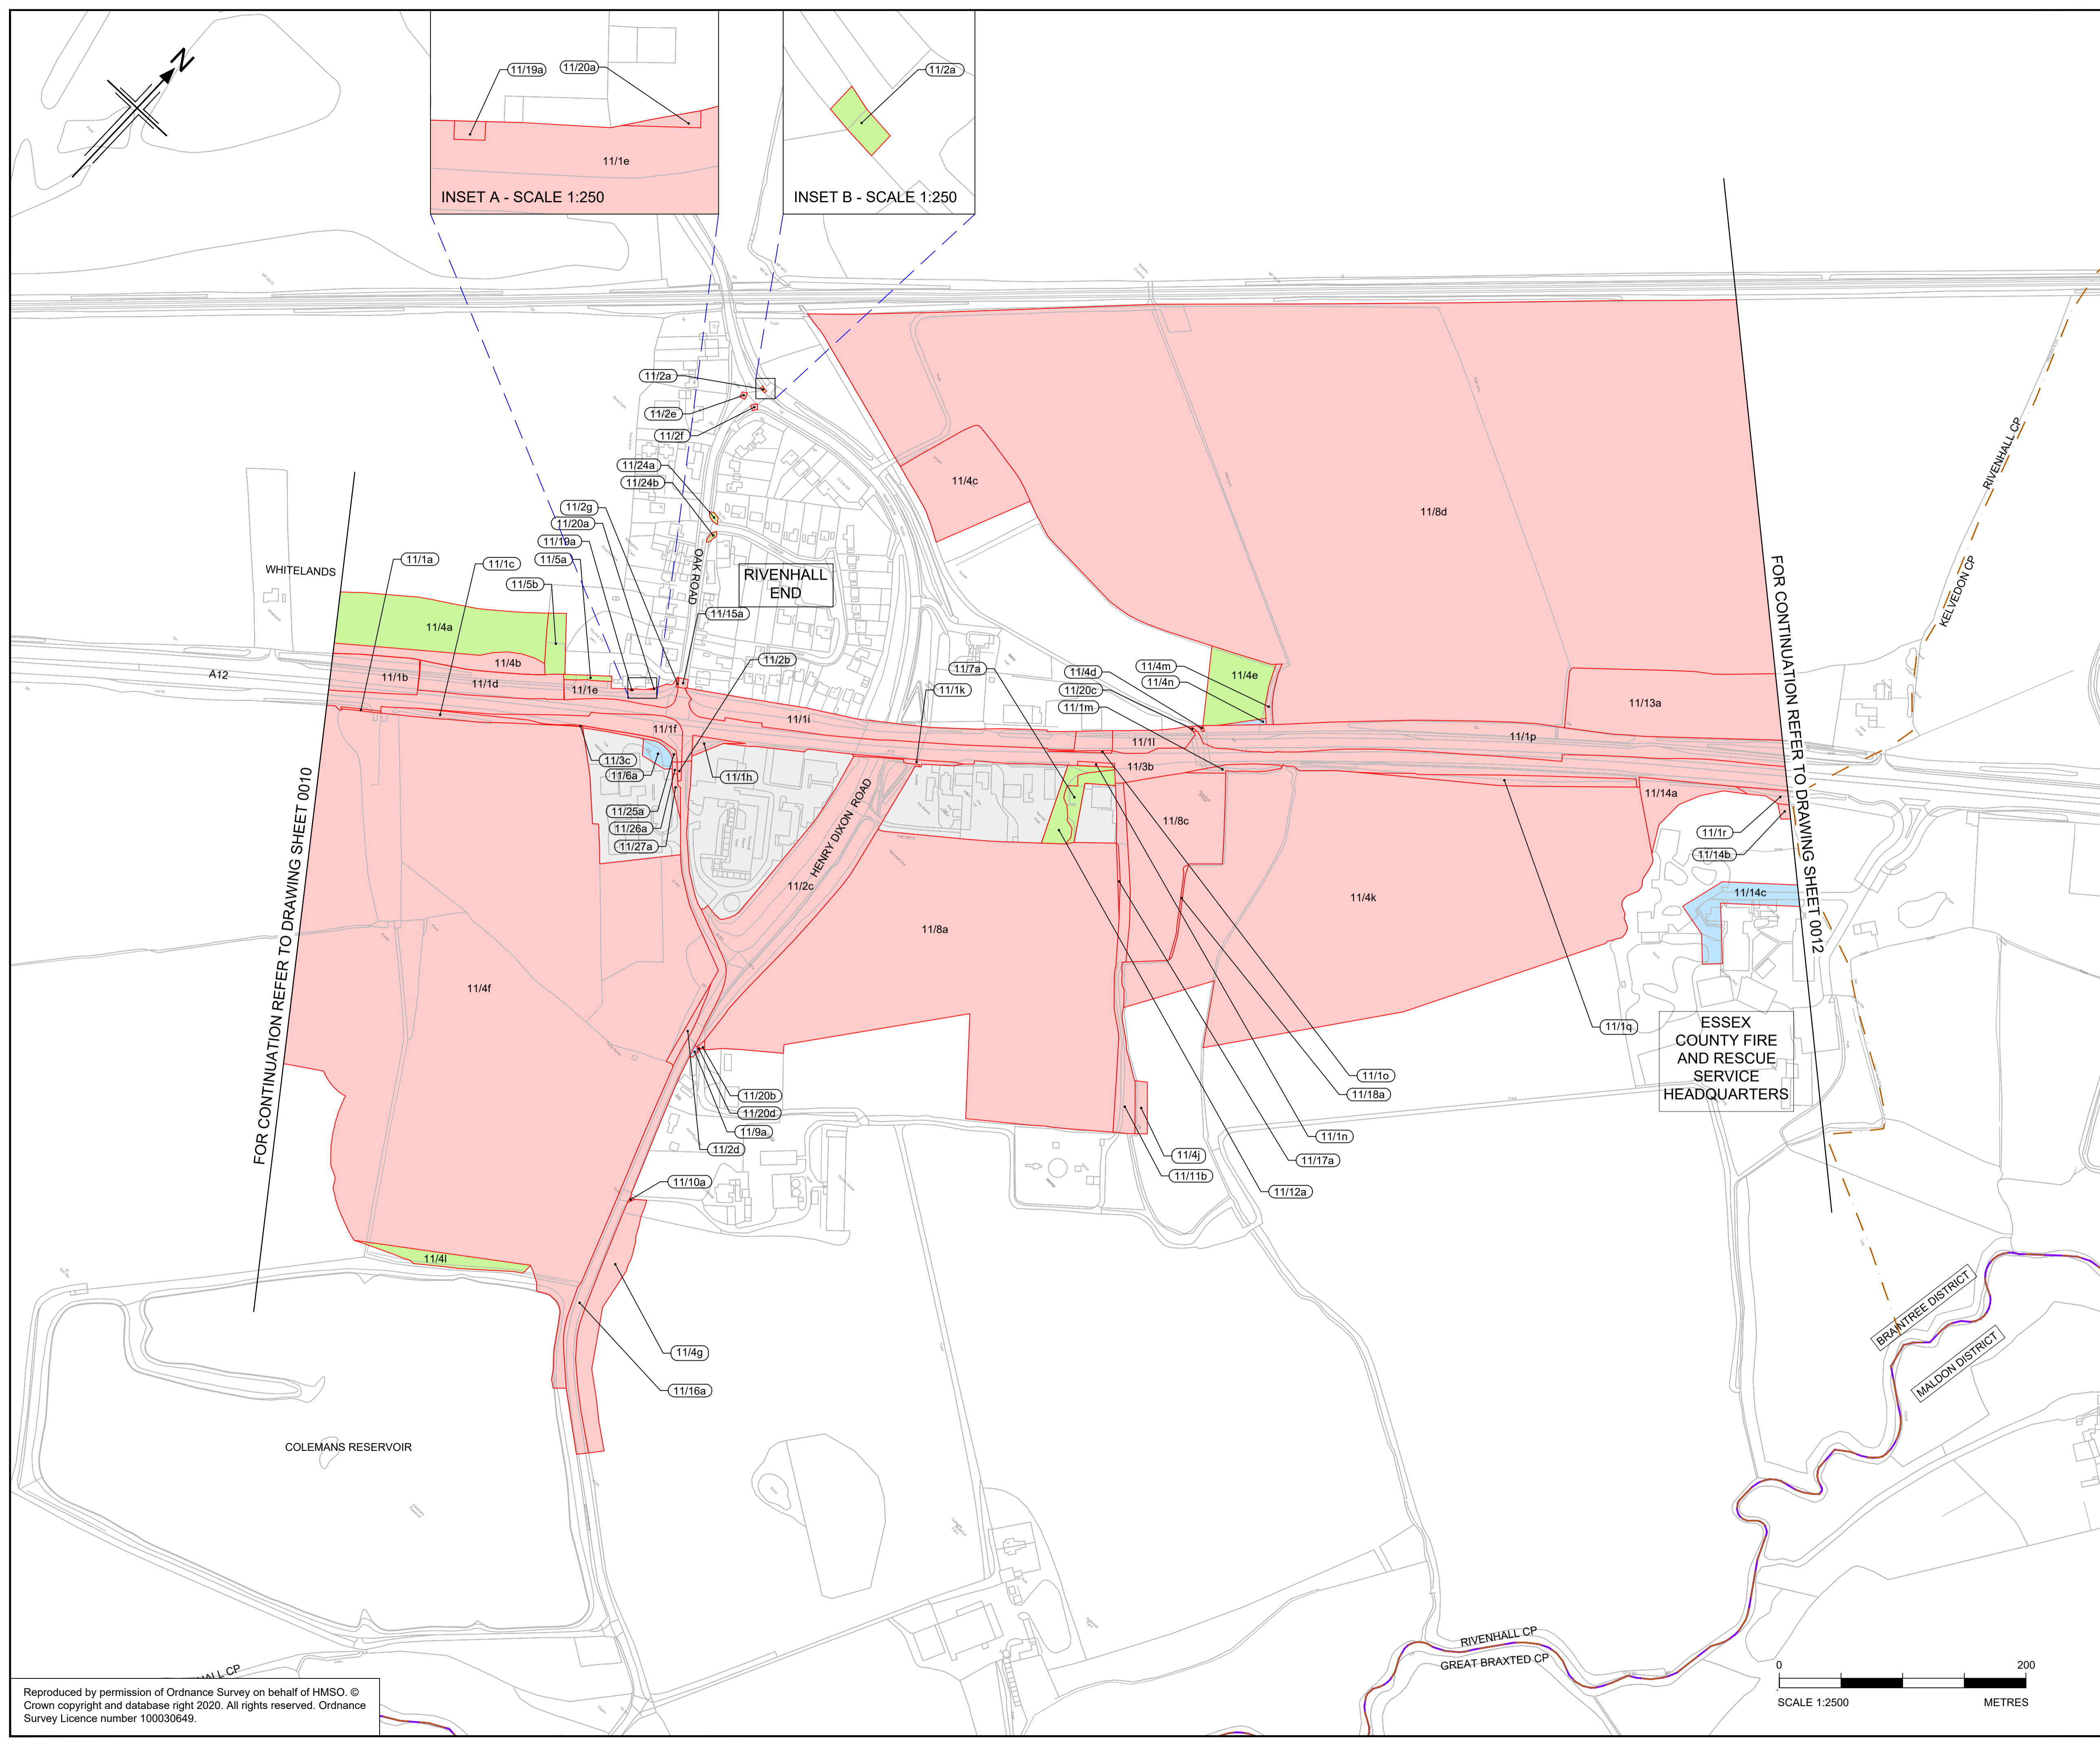 N
11/19a
11/20a
11/1e
INSET A - SCALE 1:250
11/2a
INSET B - SCALE 1:250
11/2a
11/2e
11/2f
11/24a
11/24b
11/2g
11/20a
11/19a
11/5a
11/5b
11/1a
11/1c
WHITELANDS
OAK ROAD
RIVENHALL
END
11/15a
11/2b
11/4c
11/8d
RIVENHALL CP
KELVEDON CP
FOR CONTINUATION REFER TO DRAWING SHEET 0010
FOR CONTINUATION REFER TO DRAWING SHEET 0012
11/4a
11/4b
A12
11/1b
11/1d
11/1e
11/1f
11/1i
11/7a
11/1k
11/4d
11/20c
11/1m
11/4m
11/4n
11/4e
11/13a
11/1p
11/1l
11/3b
11/3c
11/6a
11/1h
11/25a
11/26a
11/27a
HENRY DIXON ROAD
11/2c
11/8c
11/14a
11/1r
11/14b
11/14c
11/4k
11/8a
11/4f
11/1q
ESSEX
COUNTY FIRE
AND RESCUE
SERVICE
HEADQUARTERS
11/20b
11/20d
11/9a
11/2d
11/10a
11/1o
11/18a
11/1n
11/17a
11/12a
11/4j
11/11b
11/4l
11/4g
11/16a
COLEMANS RESERVOIR
BRAINTREE DISTRICT
MALDON DISTRICT
RIVENHALL CP
GREAT BRAXTED CP
0 200
SCALE 1:2500 METRES
Reproduced by permission of Ordnance Survey on behalf of HMSO. ©
Crown copyright and database right 2020. All rights reserved. Ordnance
Survey Licence number 100030649.